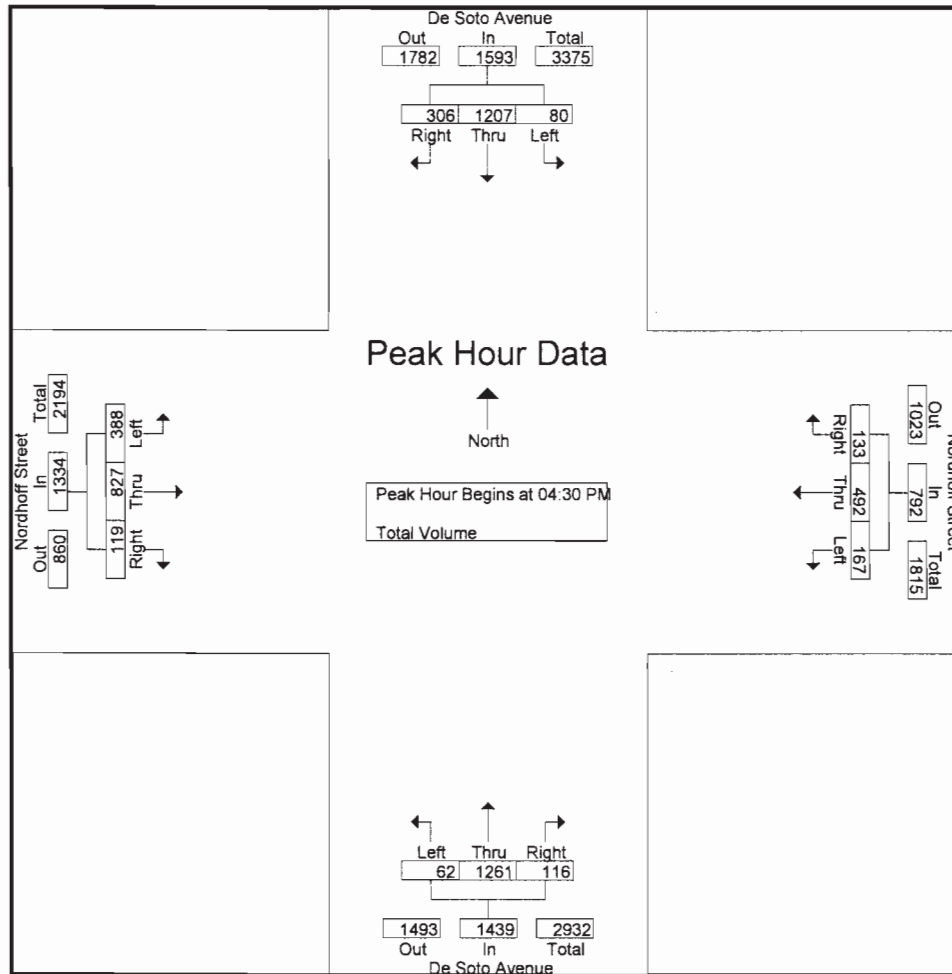 De Soto Avenue
Out In Total
1782 1593 3375
306 1207 80
Right Thru Left
Peak Hour Data
North
Peak Hour Begins at 04:30 PM
Total Volume
Nordhoff Street
Total In Out
2194 1334 860
388 827 119
Left Thru Right
Right Thru Left
133 492 167
1023 792 1815
Out In Total
Nordhoff Street
Left Thru Right
62 1261 116
1493 1439 2932
Out In Total
De Soto Avenue